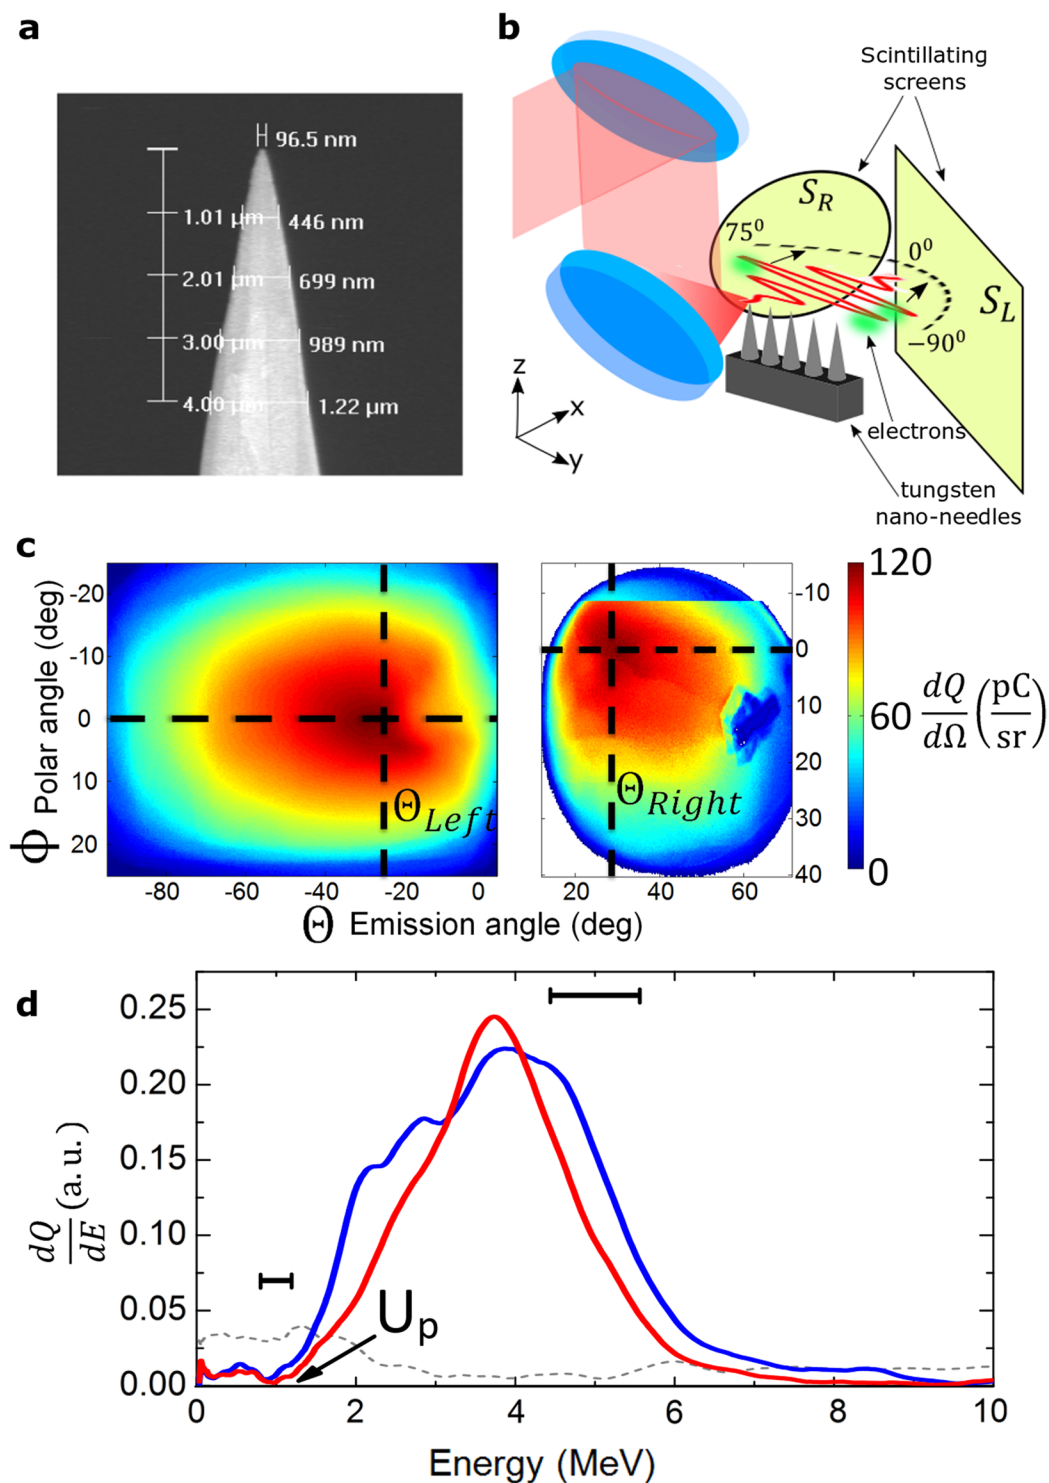 a
96.5 nm
1.01 μm 446 nm
2.01 μm 699 nm
3.00 μm 989 nm
4.00 μm 1.22 μm
b
Scintillating
screens
S_R
75⁰
0⁰
S_L
−90⁰
z
x
y
electrons
tungsten
nano-needles
c
Φ Polar angle (deg)
-20
-10
0
10
20
Θ_Left
-80 -60 -40 -20 0
Θ_Right
20 40 60
-10
0
10
20
30
40
Θ Emission angle (deg)
120
60
0
dQ/dΩ (pC/sr)
d
dQ/dE (a.u.)
0.25
0.20
0.15
0.10
0.05
0.00
U_p
0 2 4 6 8 10
Energy (MeV)